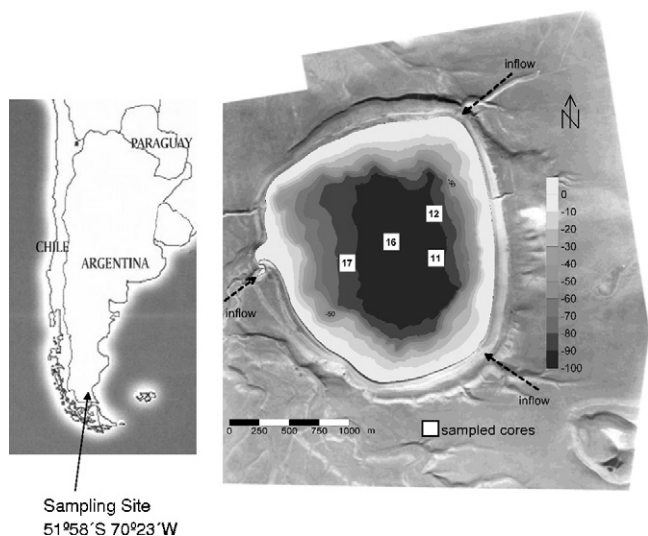 PARAGUAY
CHILE
ARGENTINA
Sampling Site
51º58´S 70º23´W
inflow
N
12
16
17
11
-50
inflow
inflow
0
-10
-20
-30
-40
-50
-60
-70
-80
-90
-100
0 250 500 750 1000 m
sampled cores